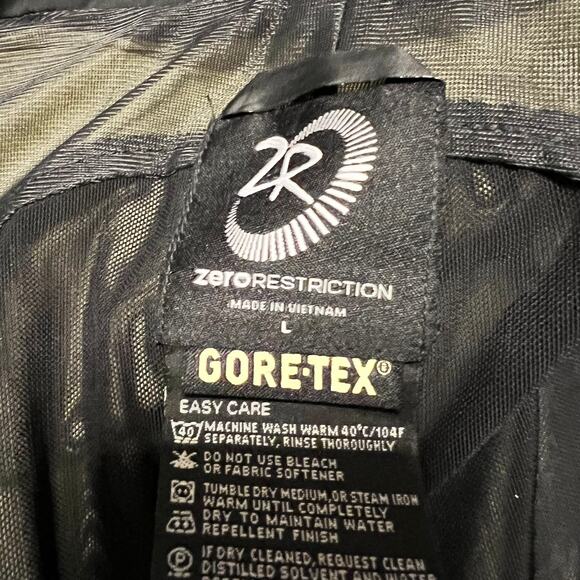 ZR
zeroRESTRICTION
MADE IN VIETNAM
L
GORE-TEX®
EASY CARE
40 MACHINE WASH WARM 40°C/104F
SEPARATELY, RINSE THOROUGHLY
DO NOT USE BLEACH
OR FABRIC SOFTENER
TUMBLE DRY MEDIUM, OR STEAM IRON
WARM UNTIL COMPLETELY
DRY TO MAINTAIN WATER
REPELLENT FINISH
P IF DRY CLEANED, REQUEST CLEAN
DISTILLED SOLVENT AND